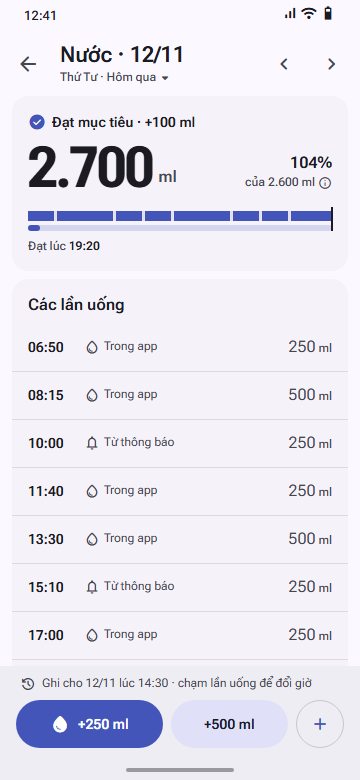 12:41
Nước · 12/11
Thứ Tư · Hôm qua
Đạt mục tiêu · +100 ml
2.700 ml
104%
của 2.600 ml
Đạt lúc 19:20
Các lần uống
06:50 Trong app 250 ml
08:15 Trong app 500 ml
10:00 Từ thông báo 250 ml
11:40 Trong app 250 ml
13:30 Trong app 500 ml
15:10 Từ thông báo 250 ml
17:00 Trong app 250 ml
Ghi cho 12/11 lúc 14:30 · chạm lần uống để đổi giờ
+250 ml
+500 ml